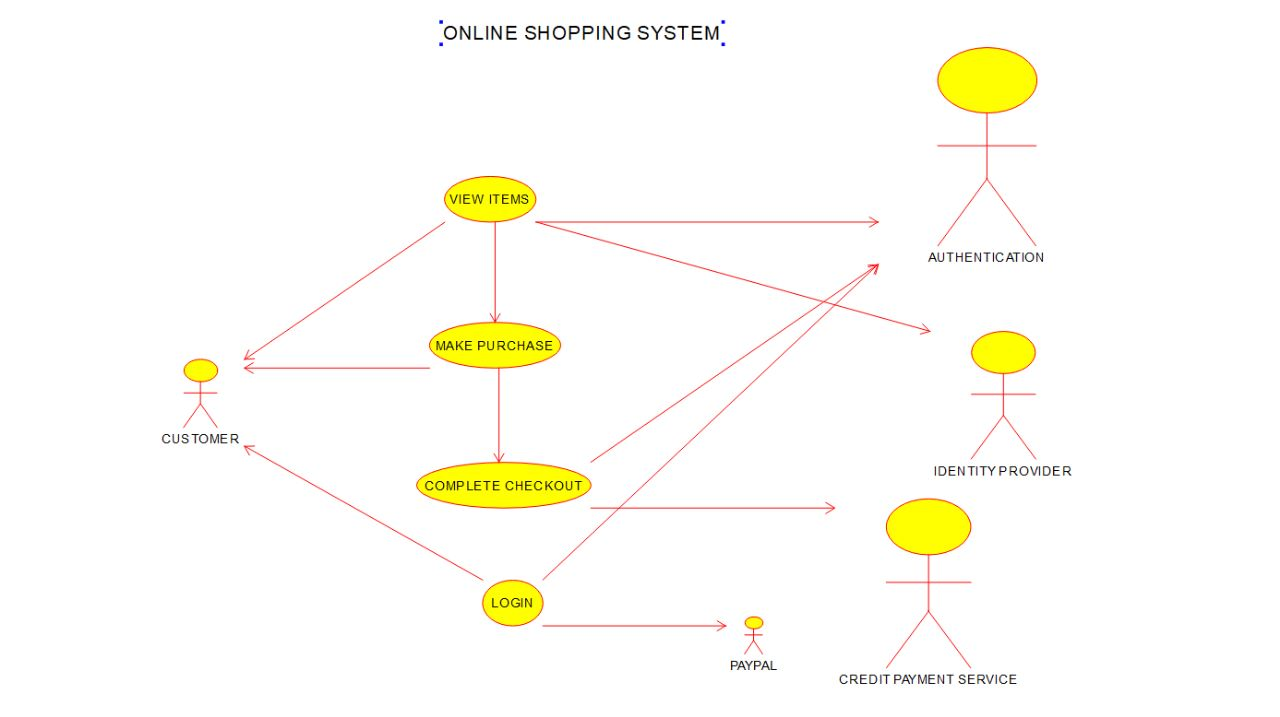 ONLINE SHOPPING SYSTEM
VIEW ITEMS
AUTHENTICATION
MAKE PURCHASE
CUSTOMER
IDENTITY PROVIDER
COMPLETE CHECKOUT
LOGIN
PAYPAL
CREDIT PAYMENT SERVICE